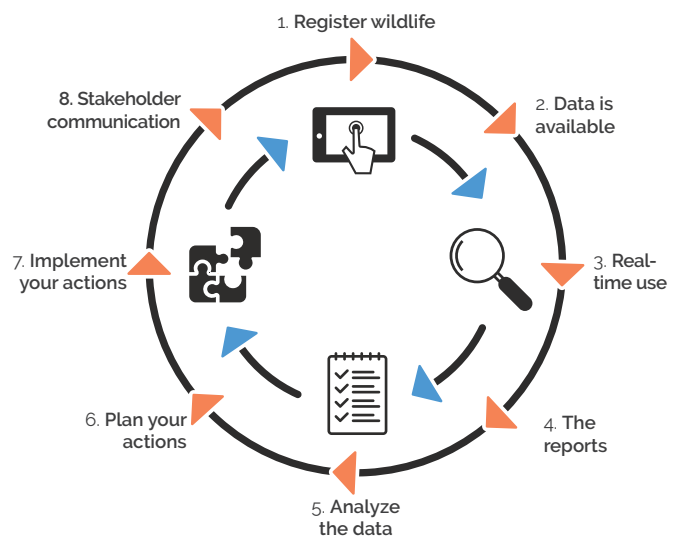 1. Register wildlife
2. Data is
available
3. Real-
time use
4. The
reports
5. Analyze
the data
6. Plan your
actions
7. Implement
your actions
8. Stakeholder
communication